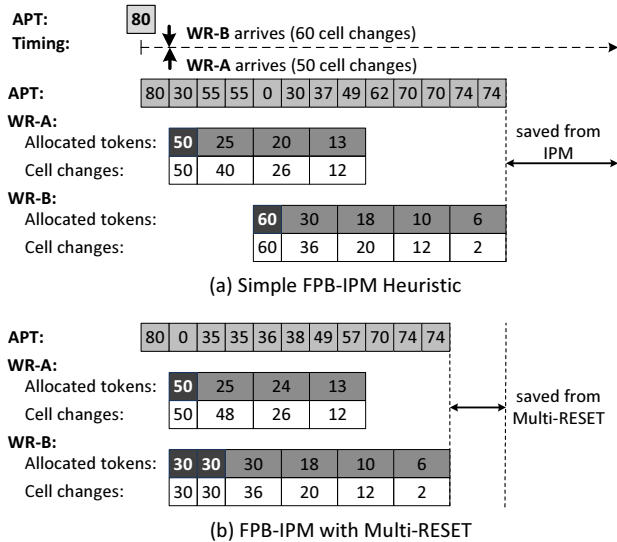 APT: 80
Timing:
WR-B arrives (60 cell changes)
WR-A arrives (50 cell changes)
APT: 80 30 55 55 0 30 37 49 62 70 70 74 74
WR-A:
Allocated tokens: 50 25 20 13
Cell changes: 50 40 26 12
saved from
IPM
WR-B:
Allocated tokens: 60 30 18 10 6
Cell changes: 60 36 20 12 2
(a) Simple FPB-IPM Heuristic
APT: 80 0 35 35 36 38 49 57 70 74 74
WR-A:
Allocated tokens: 50 25 24 13
Cell changes: 50 48 26 12
saved from
Multi-RESET
WR-B:
Allocated tokens: 30 30 30 18 10 6
Cell changes: 30 30 36 20 12 2
(b) FPB-IPM with Multi-RESET